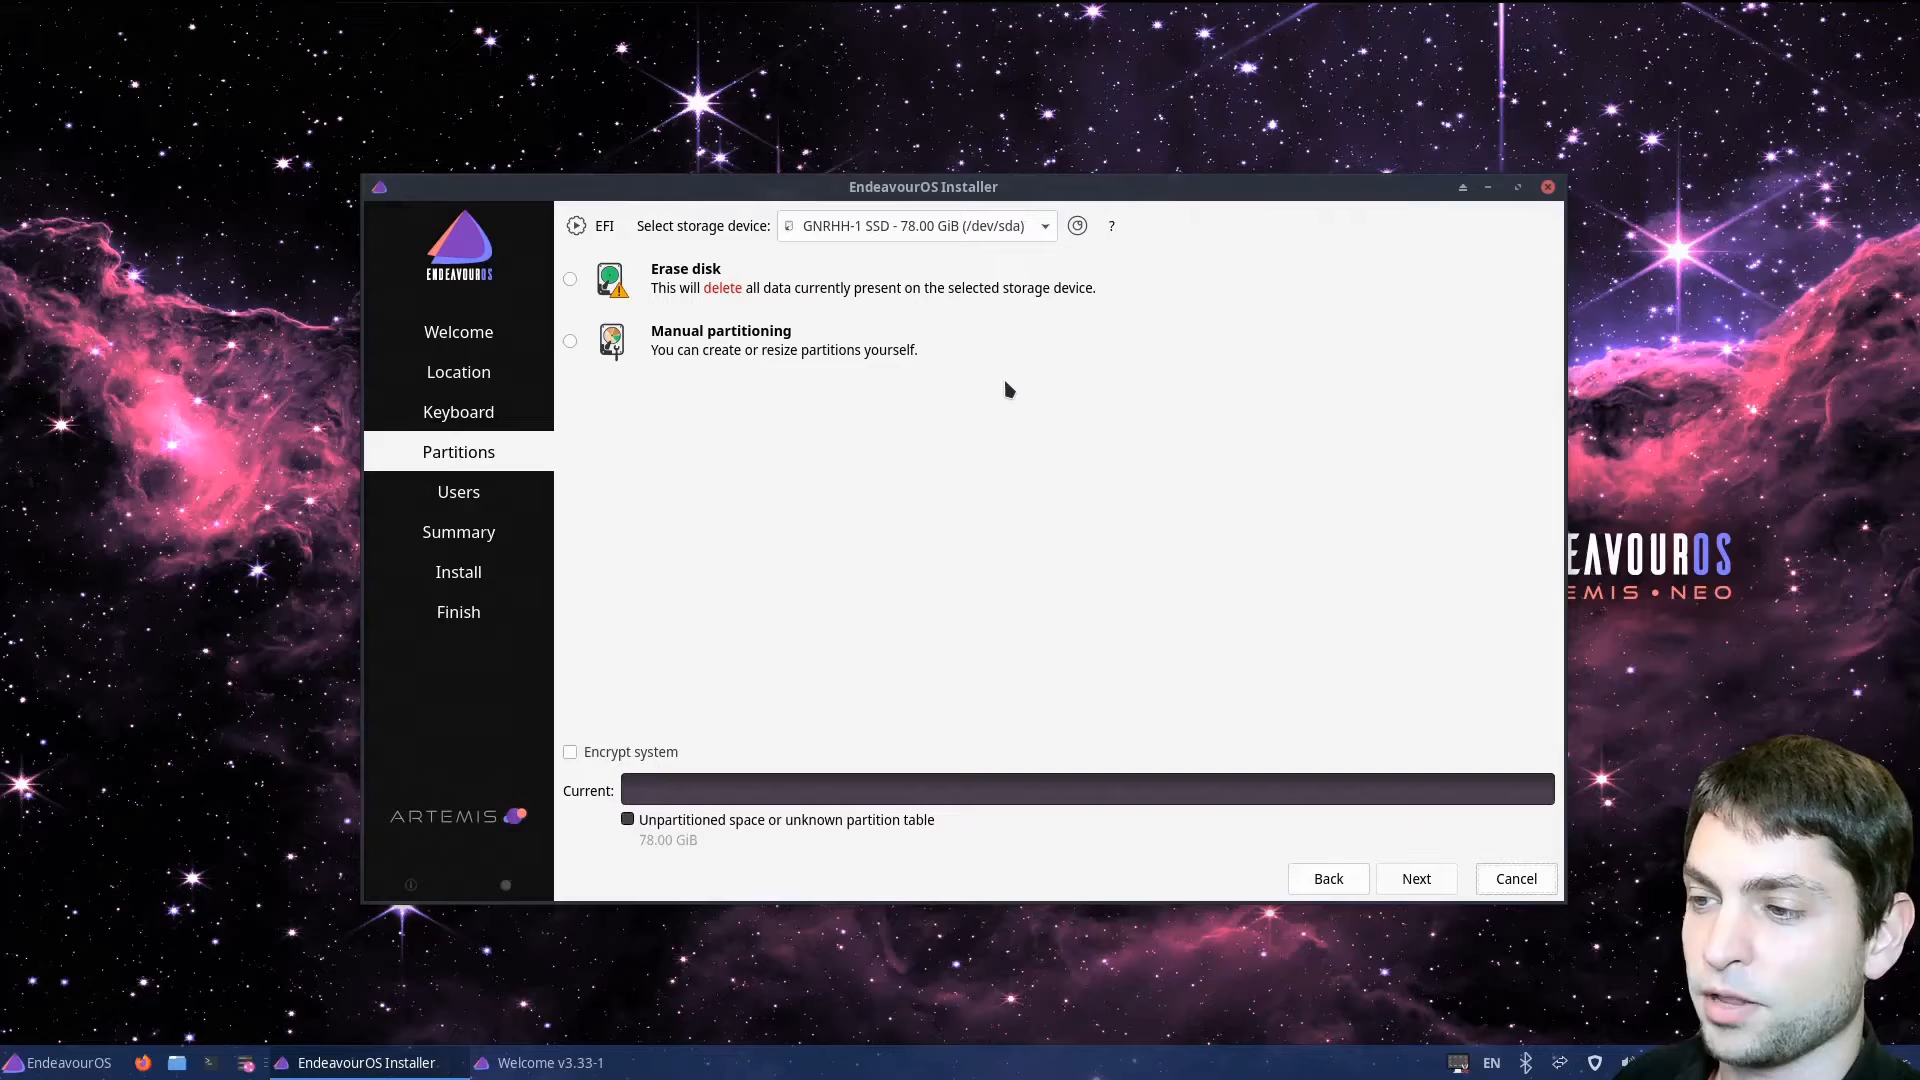 EndeavourOS Installer
ENDEAVOUROS
EFI
Select storage device:
GNRHH-1 SSD - 78.00 GiB (/dev/sda)
?
Erase disk
This will delete all data currently present on the selected storage device.
Manual partitioning
You can create or resize partitions yourself.
Welcome
Location
Keyboard
Partitions
Users
Summary
Install
Finish
EAVOUROS
EMIS • NEO
Encrypt system
Current:
Unpartitioned space or unknown partition table
78.00 GiB
ARTEMIS
Back
Next
Cancel
EndeavourOS
EndeavourOS Installer
Welcome v3.33-1
EN